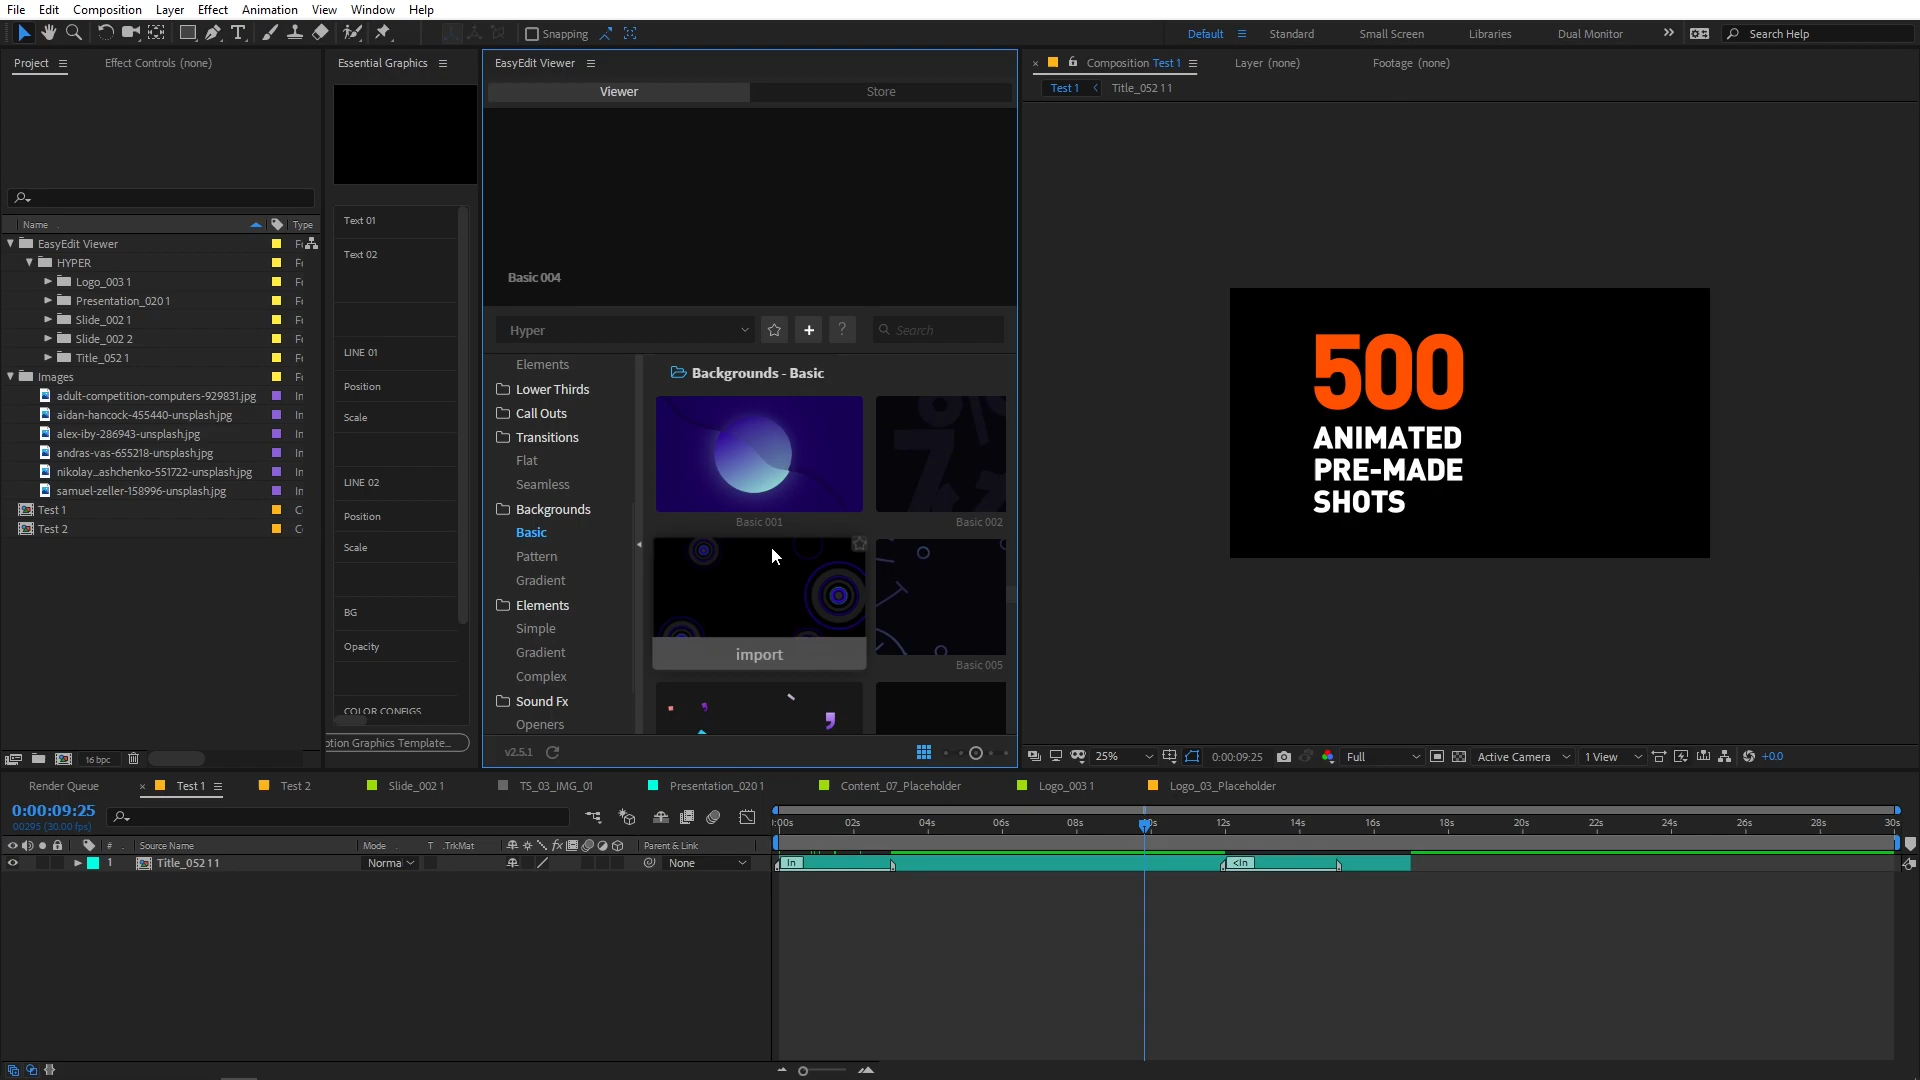 File Edit Composition Layer Effect Animation View Window Help
Snapping
Default Standard Small Screen Libraries Dual Monitor Search Help
Project Effect Controls (none)
Essential Graphics
EasyEdit Viewer
Composition Test 1 Layer (none) Footage (none)
Viewer Store
Test 1 Title_052 1 1
Name Type
EasyEdit Viewer
HYPER
Logo_003 1
Presentation_020 1
Slide_002 1
Slide_002 2
Title_052 1
Images
adult-competition-computers-929831.jpg
aidan-hancock-455440-unsplash.jpg
alex-iby-286943-unsplash.jpg
andras-vas-655218-unsplash.jpg
nikolay_ashchenko-551722-unsplash.jpg
samuel-zeller-158996-unsplash.jpg
Test 1
Test 2
16 bpc
Text 01
Text 02
LINE 01
Position
Scale
LINE 02
Position
Scale
BG
Opacity
COLOR CONFIGS
ption Graphics Template...
Basic 004
Hyper Search
Elements
Lower Thirds
Call Outs
Transitions
Flat
Seamless
Backgrounds
Basic
Pattern
Gradient
Elements
Simple
Gradient
Complex
Sound Fx
Openers
v2.5.1
Backgrounds - Basic
Basic 001 Basic 002
import
Basic 005
500
ANIMATED
PRE-MADE
SHOTS
25% 0:00:09:25 Full Active Camera 1 View +0.0
Render Queue Test 1 Test 2 Slide_002 1 TS_03_IMG_01 Presentation_020 1 Content_07_Placeholder Logo_003 1 Logo_03_Placeholder
0:00:09:25
00295 (30.00 fps)
:00s 02s 04s 06s 08s 12s 14s 16s 18s 20s 22s 24s 26s 28s 30s
# Source Name Mode T .TrkMat fx Parent & Link
1 Title_052 1 1 Norma None
In <In